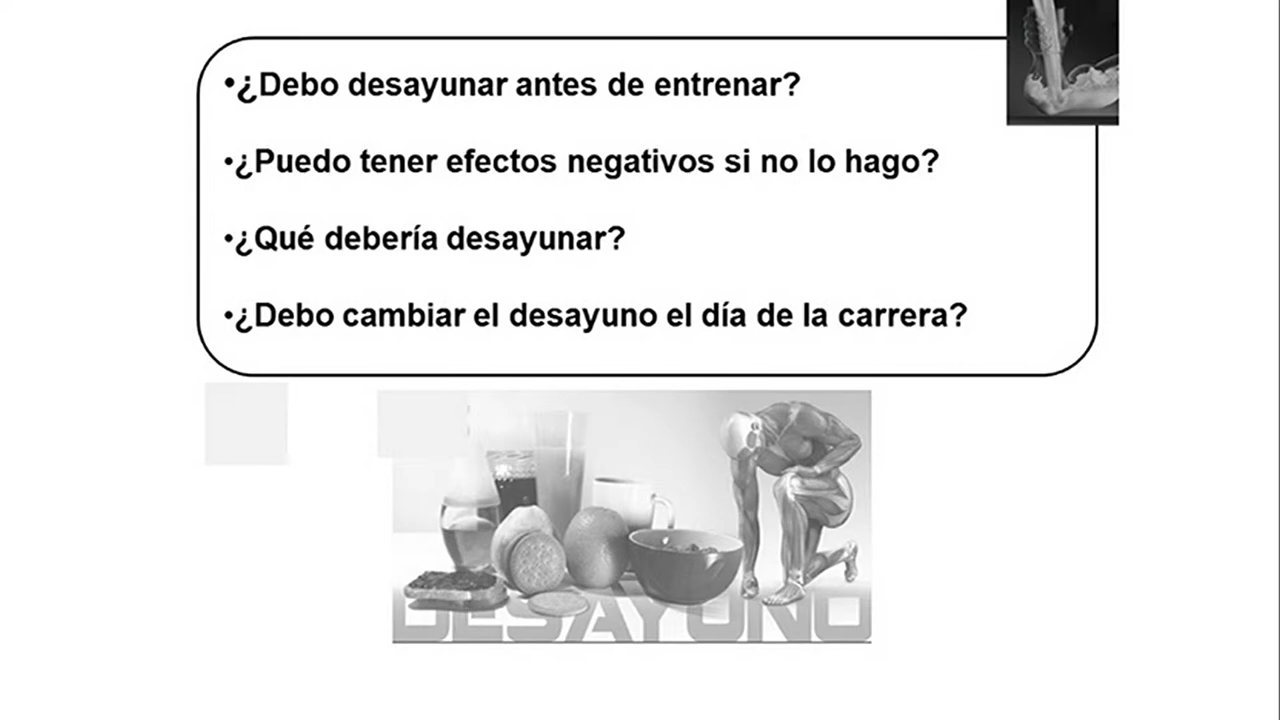 •¿Debo desayunar antes de entrenar?
•¿Puedo tener efectos negativos si no lo hago?
•¿Qué debería desayunar?
•¿Debo cambiar el desayuno el día de la carrera?
DESAYUNO